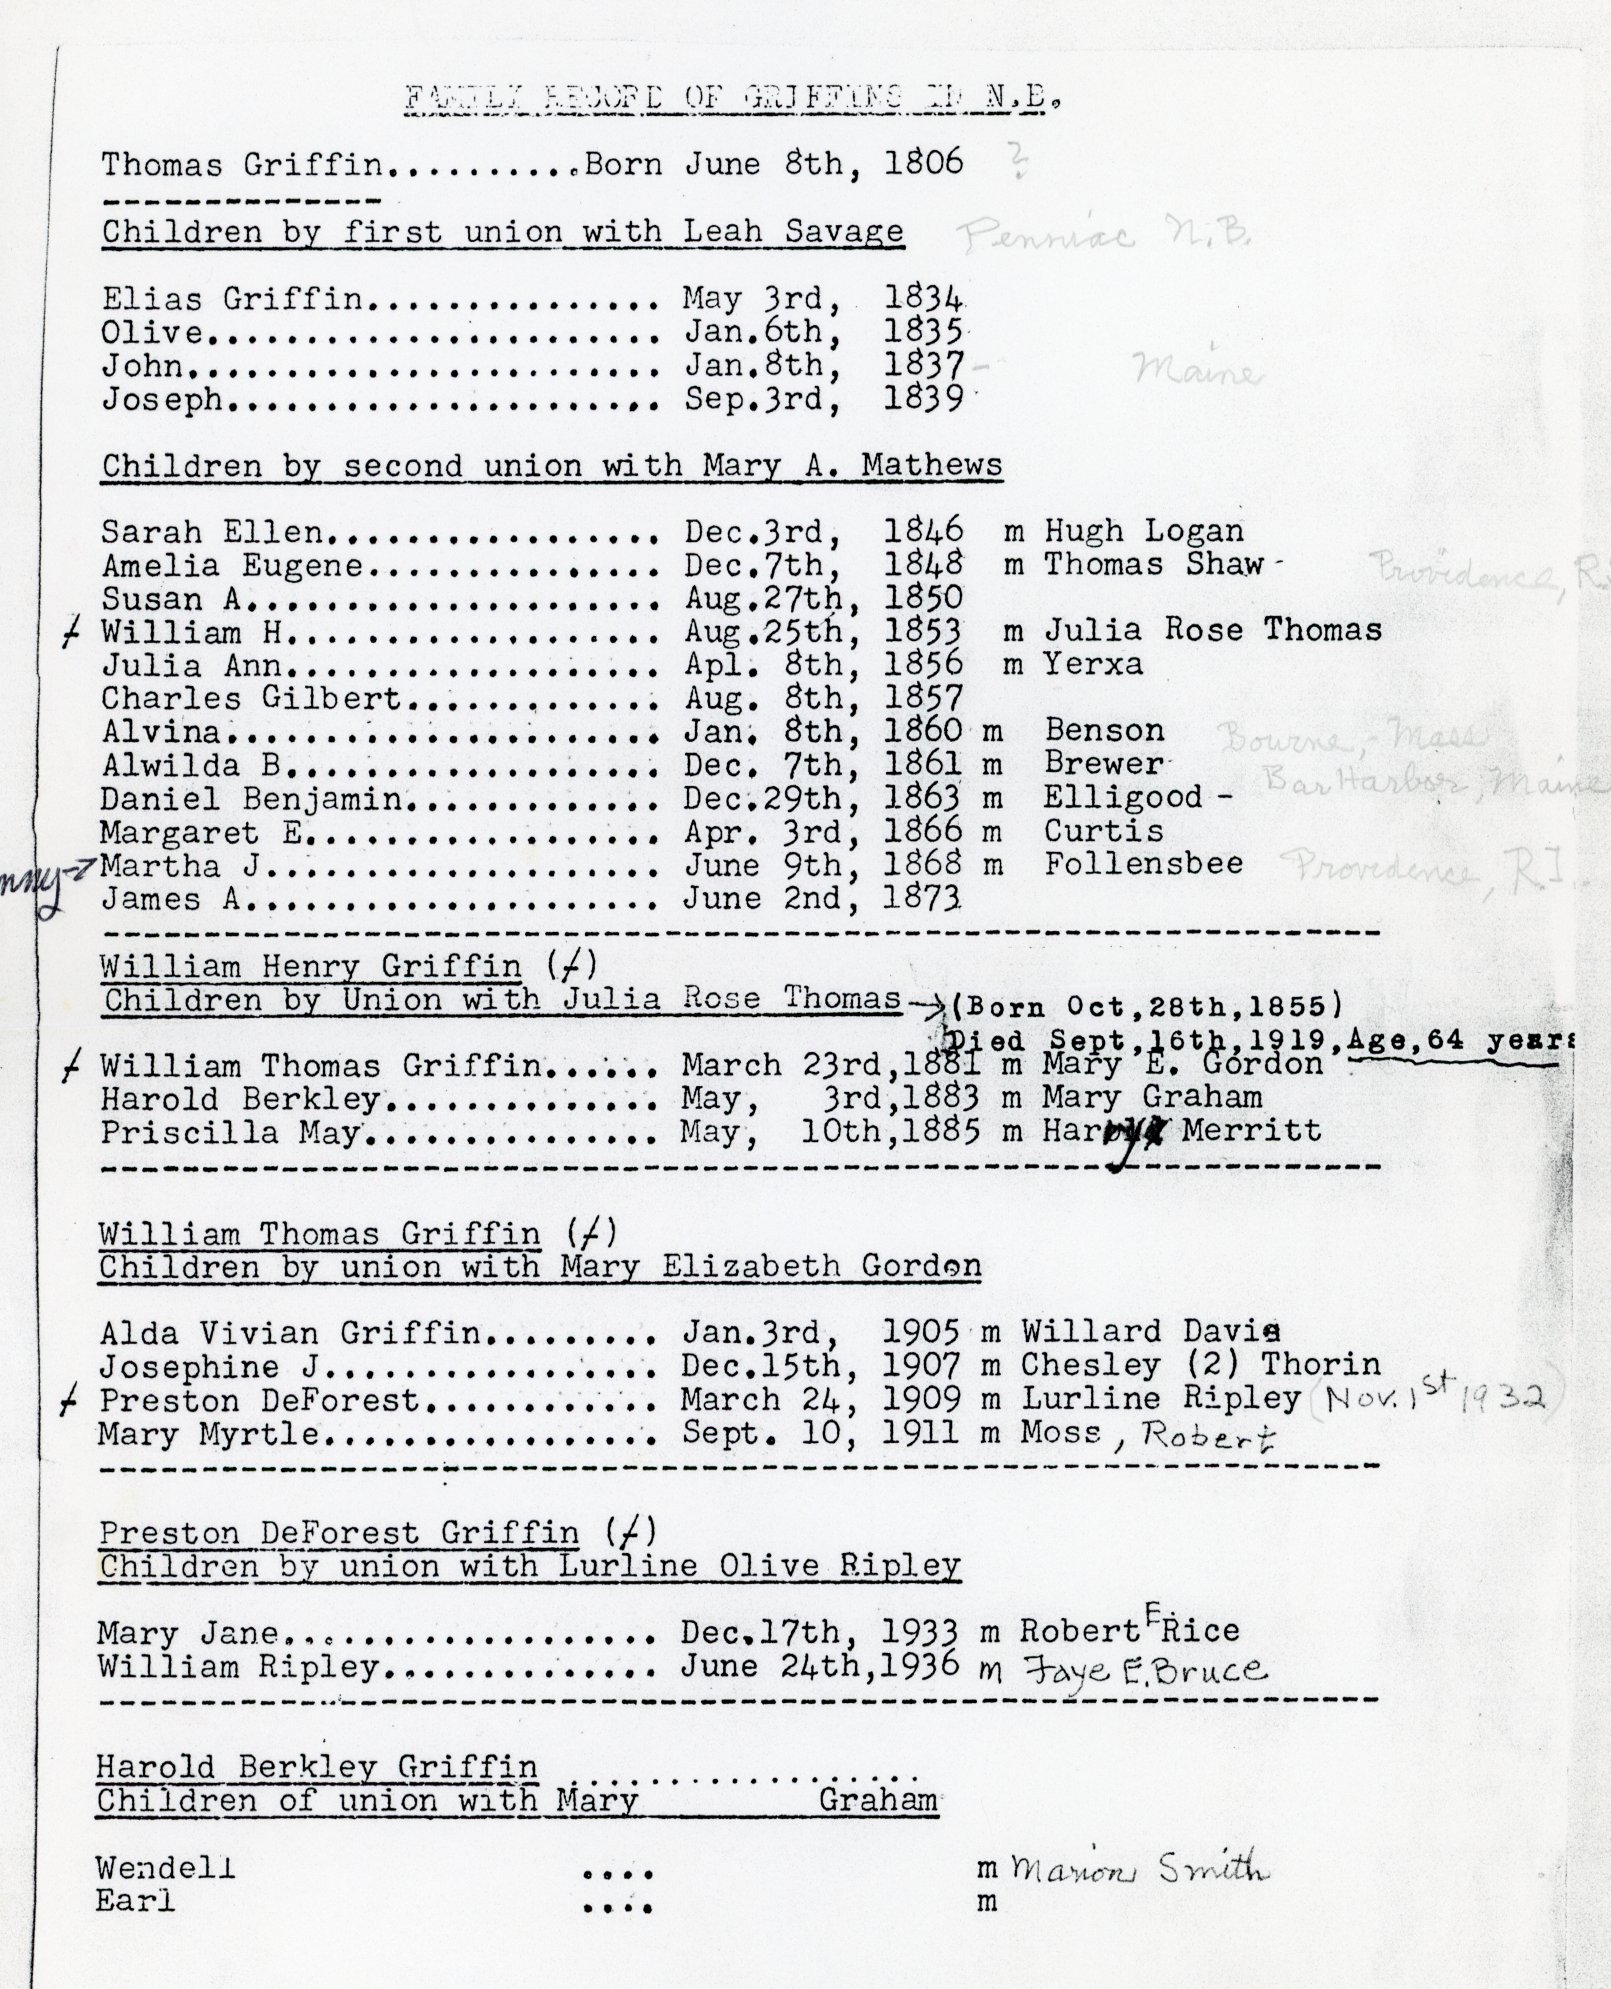 FAMILY RECORD OF GRIFFINS IN N.B.
Thomas Griffin..........Born June 8th, 1806 ?
Children by first union with Leah Savage Penniac N.B.
Elias Griffin............... May 3rd, 1834
Olive....................... Jan.6th, 1835
John........................ Jan.8th, 1837 - Maine
Joseph...................... Sep.3rd, 1839
Children by second union with Mary A. Mathews
Sarah Ellen................. Dec.3rd, 1846 m Hugh Logan
Amelia Eugene............... Dec.7th, 1848 m Thomas Shaw - Providence, R.
Susan A..................... Aug.27th, 1850
William H................... Aug.25th, 1853 m Julia Rose Thomas
Julia Ann................... Apl. 8th, 1856 m Yerxa
Charles Gilbert............. Aug. 8th, 1857
Alvina...................... Jan. 8th, 1860 m Benson Bourne, Mass
Alwilda B................... Dec. 7th, 1861 m Brewer
Daniel Benjamin............. Dec.29th, 1863 m Elligood - Bar Harbor, Maine
Margaret E.................. Apr. 3rd, 1866 m Curtis
nny→ Martha J.................... June 9th, 1868 m Follensbee Providence, R.I.
James A..................... June 2nd, 1873
William Henry Griffin (/)
Children by Union with Julia Rose Thomas → (Born Oct,28th,1855)
Died Sept,16th,1919,Age,64 years
William Thomas Griffin...... March 23rd,1881 m Mary E. Gordon
Harold Berkley.............. May, 3rd,1883 m Mary Graham
Priscilla May............... May, 10th,1885 m Harry Merritt
William Thomas Griffin (/)
Children by union with Mary Elizabeth Gordon
Alda Vivian Griffin......... Jan.3rd, 1905 m Willard Davis
Josephine J................. Dec.15th, 1907 m Chesley (2) Thorin
Preston DeForest............ March 24, 1909 m Lurline Ripley (Nov. 1st 1932)
Mary Myrtle................. Sept. 10, 1911 m Moss, Robert
Preston DeForest Griffin (/)
Children by union with Lurline Olive Ripley
Mary Jane................... Dec.17th, 1933 m Robert E. Rice
William Ripley.............. June 24th,1936 m Faye E. Bruce
Harold Berkley Griffin ..................
Children of union with Mary Graham
Wendell .... m Marion Smith
Earl .... m